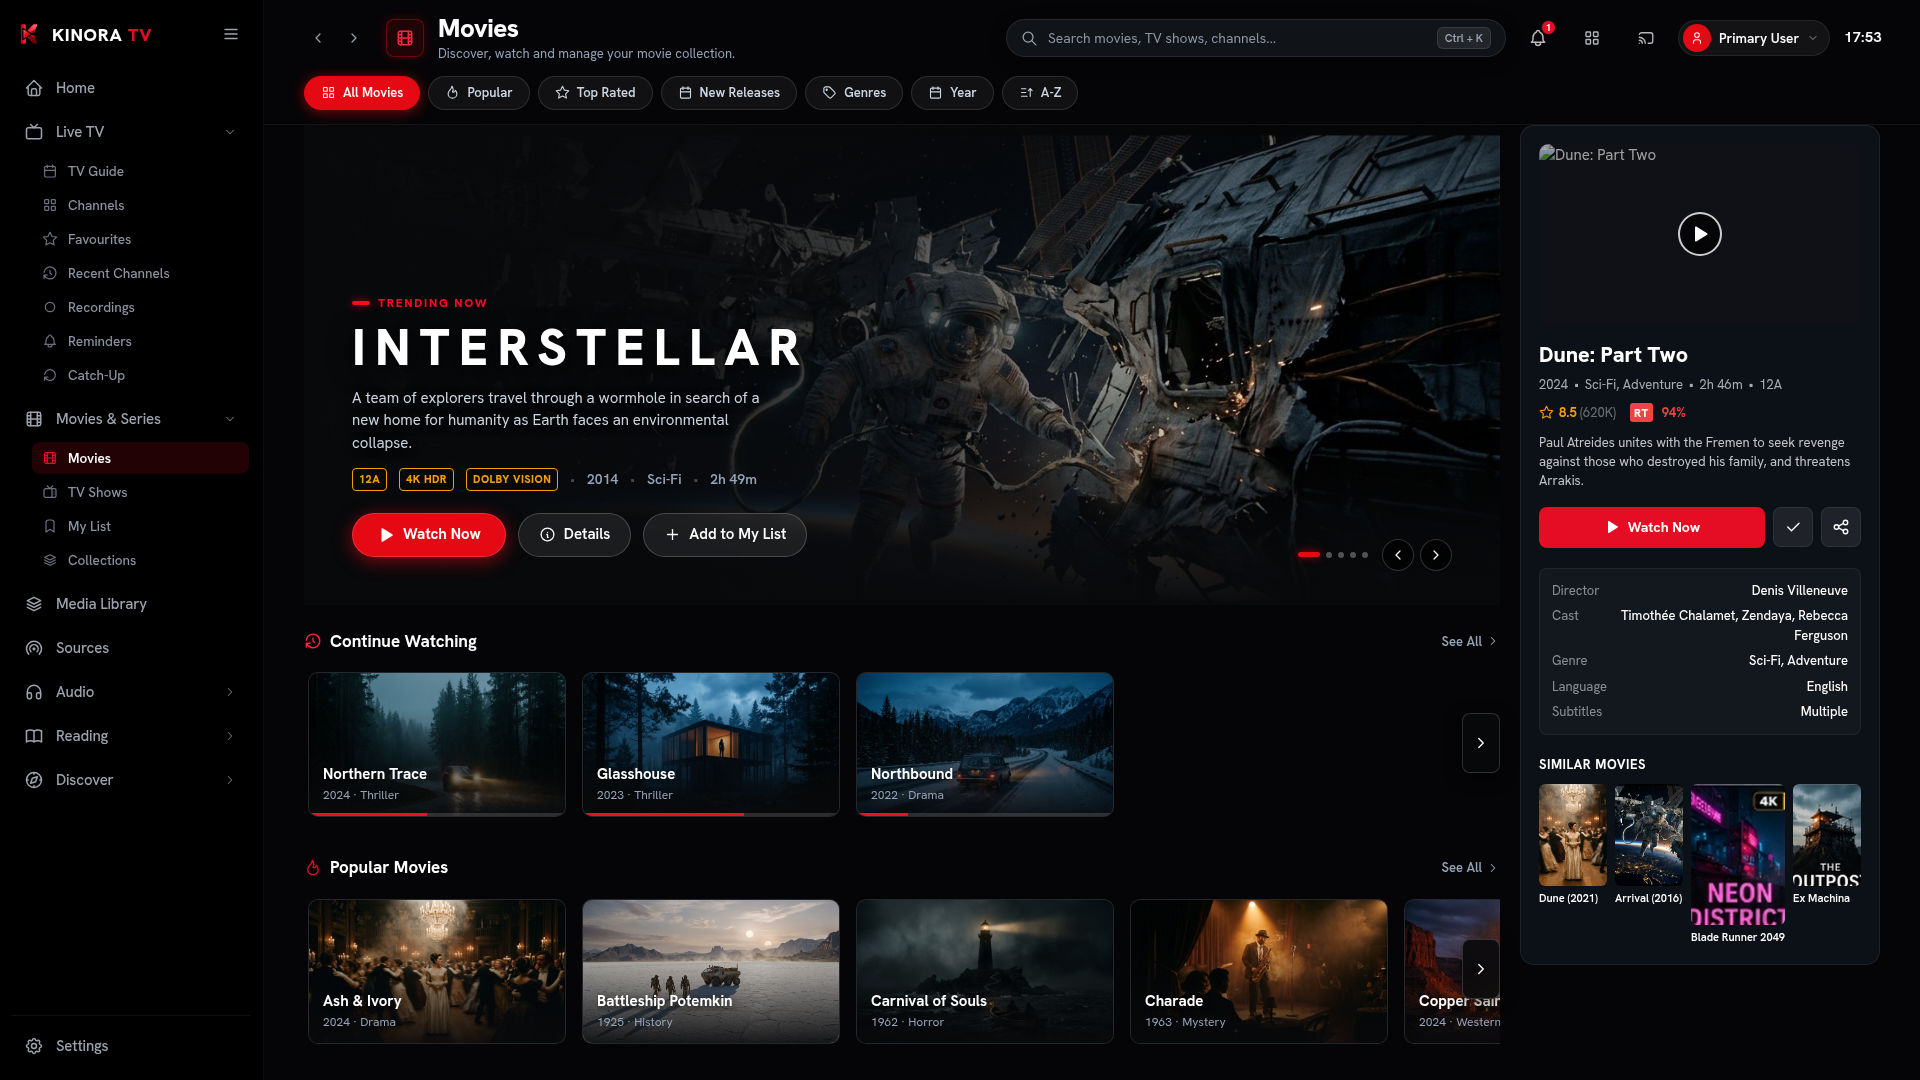 KINORA TV
Home
Live TV
TV Guide
Channels
Favourites
Recent Channels
Recordings
Reminders
Catch-Up
Movies & Series
Movies
TV Shows
My List
Collections
Media Library
Sources
Audio
Reading
Discover
Settings
Movies
Discover, watch and manage your movie collection.
Search movies, TV shows, channels...
Ctrl + K
1
Primary User
17:53
All Movies
Popular
Top Rated
New Releases
Genres
Year
A-Z
TRENDING NOW
INTERSTELLAR
A team of explorers travel through a wormhole in search of a
new home for humanity as Earth faces an environmental
collapse.
12A 4K HDR DOLBY VISION • 2014 • Sci-Fi • 2h 49m
Watch Now
Details
Add to My List
Continue Watching
See All
Northern Trace
2024 · Thriller
Glasshouse
2023 · Thriller
Northbound
2022 · Drama
Popular Movies
See All
Ash & Ivory
2024 · Drama
Battleship Potemkin
1925 · History
Carnival of Souls
1962 · Horror
Charade
1963 · Mystery
Copper Sain
2024 · Western
Dune: Part Two
Dune: Part Two
2024 • Sci-Fi, Adventure • 2h 46m • 12A
8.5 (620K) RT 94%
Paul Atreides unites with the Fremen to seek revenge
against those who destroyed his family, and threatens
Arrakis.
Watch Now
Director Denis Villeneuve
Cast Timothée Chalamet, Zendaya, Rebecca
Ferguson
Genre Sci-Fi, Adventure
Language English
Subtitles Multiple
SIMILAR MOVIES
4K
NEON
DISTRICT
THE
OUTPOST
Dune (2021)
Arrival (2016)
Blade Runner 2049
Ex Machina